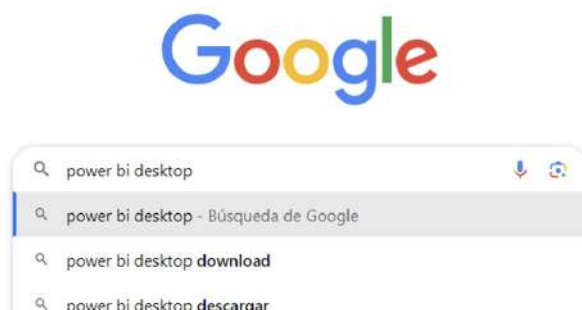 Google
power bi desktop
power bi desktop - Búsqueda de Google
power bi desktop download
power bi desktop descargar